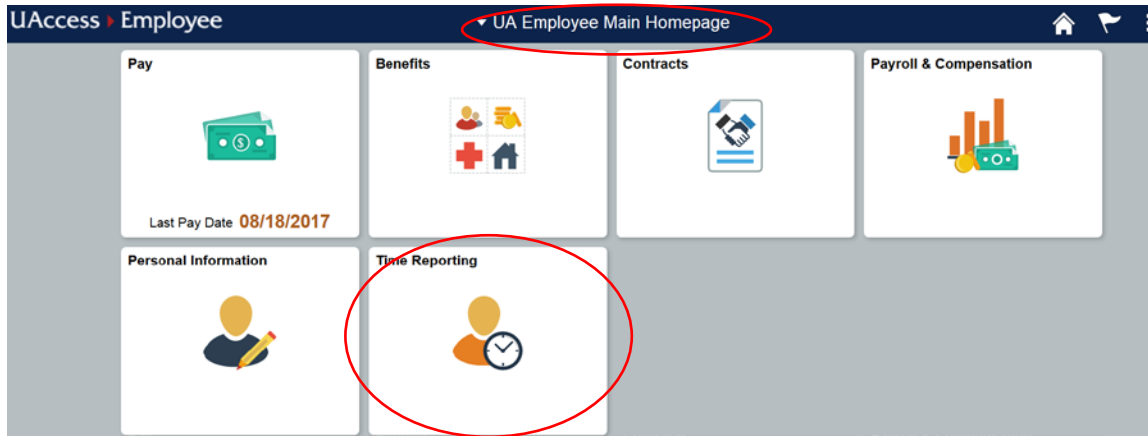 UAccess Employee
UA Employee Main Homepage
Pay
Benefits
Contracts
Payroll & Compensation
Last Pay Date 08/18/2017
Personal Information
Time Reporting